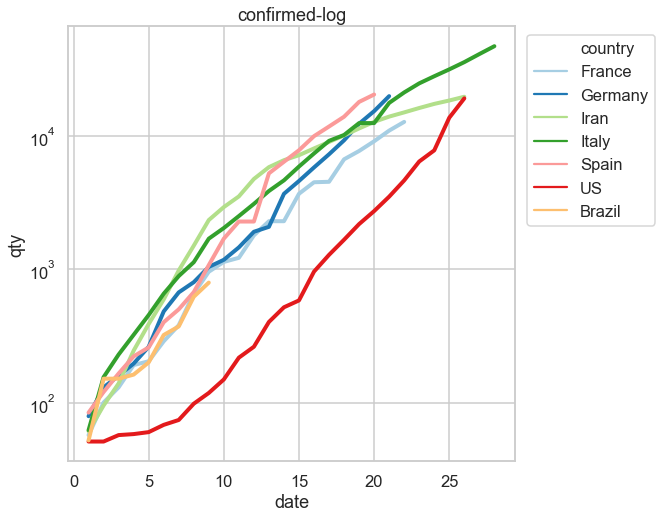 confirmed-log
country
France
Germany
Iran
Italy
Spain
US
Brazil
qty
10^4
10^3
10^2
0
5
10
15
20
25
date